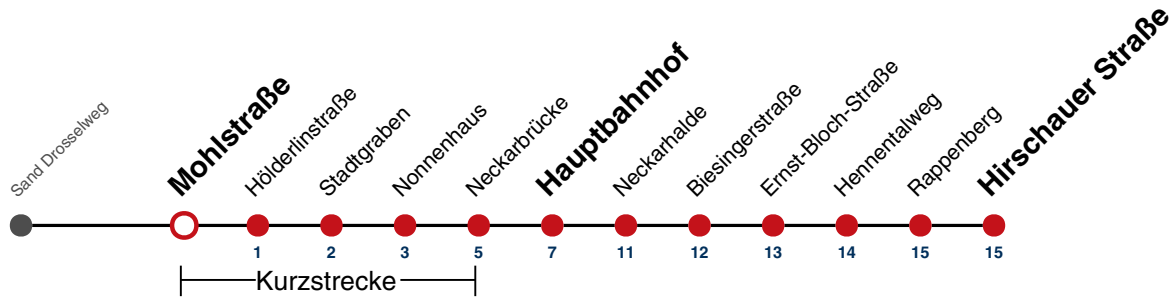 Sand Drosselweg
Mohlstraße
Hölderlinstraße
Stadtgraben
Nonnenhaus
Neckarbrücke
Hauptbahnhof
Neckarhalde
Biesingerstraße
Ernst-Bloch-Straße
Hennentalweg
Rappenberg
Hirschauer Straße
1 2 3 5 7 11 12 13 14 15 15
Kurzstrecke